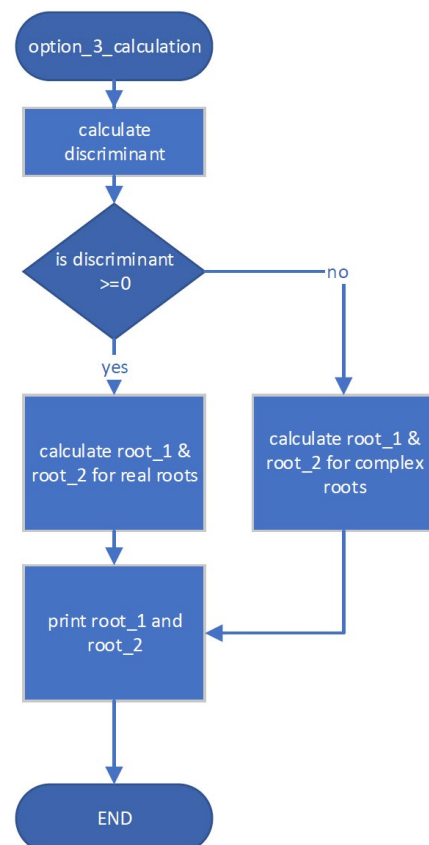 option_3_calculation
calculate
discriminant
is discriminant
>=0
no
yes
calculate root_1 &
root_2 for real roots
calculate root_1 &
root_2 for complex
roots
print root_1 and
root_2
END